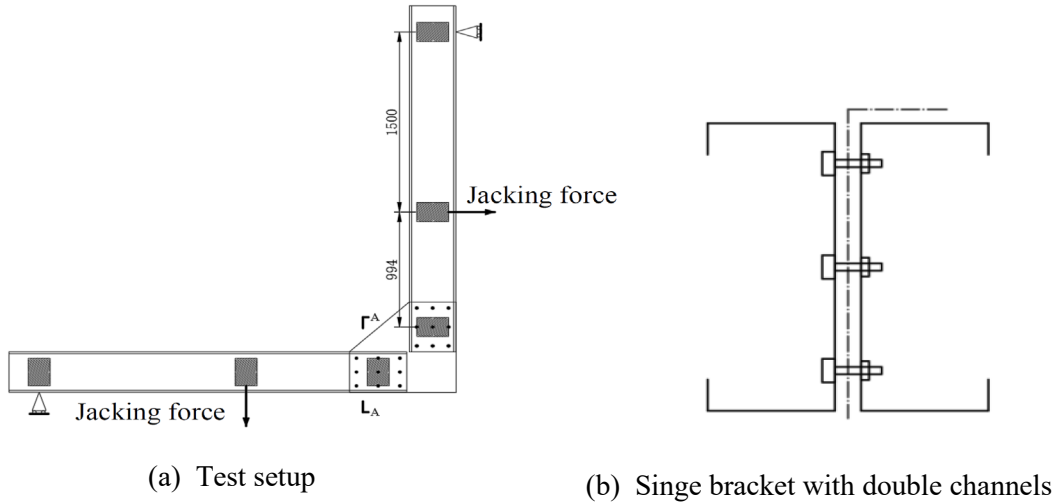 1500
Jacking force
994
A
A
Jacking force
(a) Test setup
(b) Singe bracket with double channels